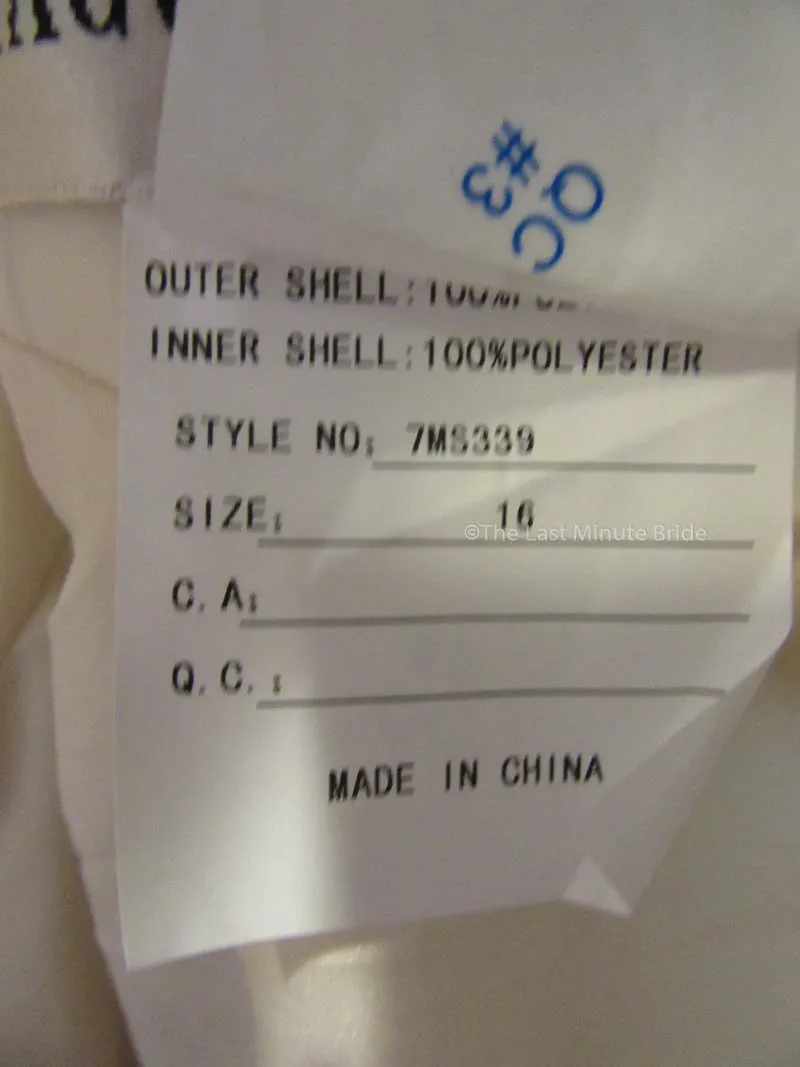 QC
#3
OUTER SHELL:100%
INNER SHELL:100%POLYESTER
STYLE NO: 7MS339
SIZE: 16
©The Last Minute Bride
C. A:
Q. C. :
MADE IN CHINA